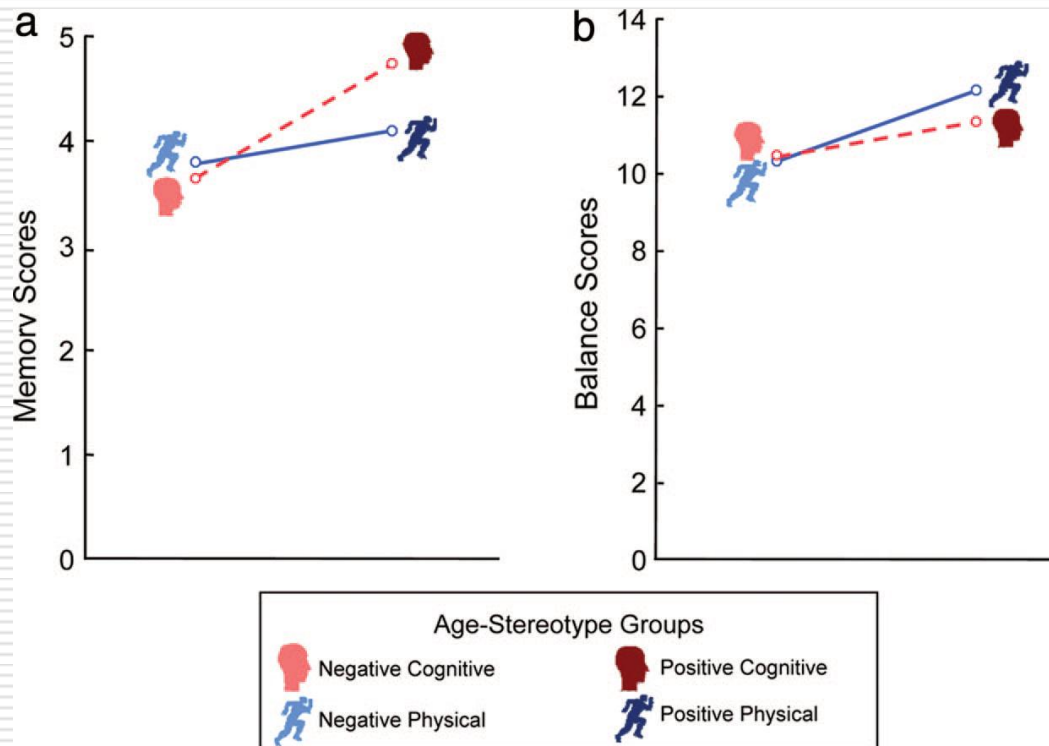 a
5
4
3
2
1
0
Memory Scores
b
14
12
10
8
6
4
2
0
Balance Scores
Age-Stereotype Groups
Negative Cognitive
Positive Cognitive
Negative Physical
Positive Physical